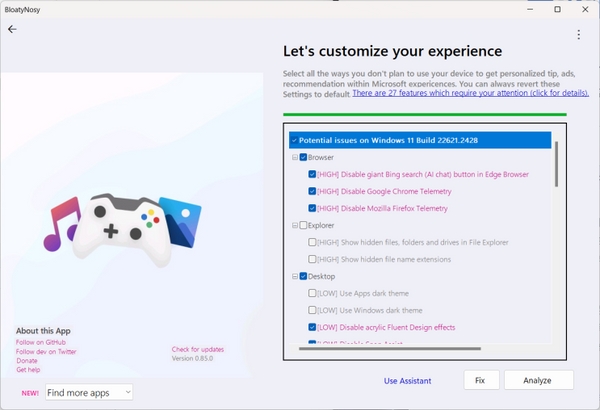 BloatyNosy
Let's customize your experience
Select all the ways you don't plan to use your device to get personalized tip, ads,
recommendation within Microsoft expericences. You can always revert these
Settings to default There are 27 features which require your attention (click for details).
Potential issues on Windows 11 Build 22621.2428
Browser
[HIGH] Disable giant Bing search (AI chat) button in Edge Browser
[HIGH] Disable Google Chrome Telemetry
[HIGH] Disable Mozilla Firefox Telemetry
Explorer
[HIGH] Show hidden files, folders and drives in File Explorer
[HIGH] Show hidden file name extensions
Desktop
[LOW] Use Apps dark theme
[LOW] Use Windows dark theme
[LOW] Disable acrylic Fluent Design effects
About this App
Follow on GitHub
Follow dev on Twitter
Donate
Get help
Check for updates
Version 0.85.0
NEW! Find more apps
Use Assistant
Fix
Analyze